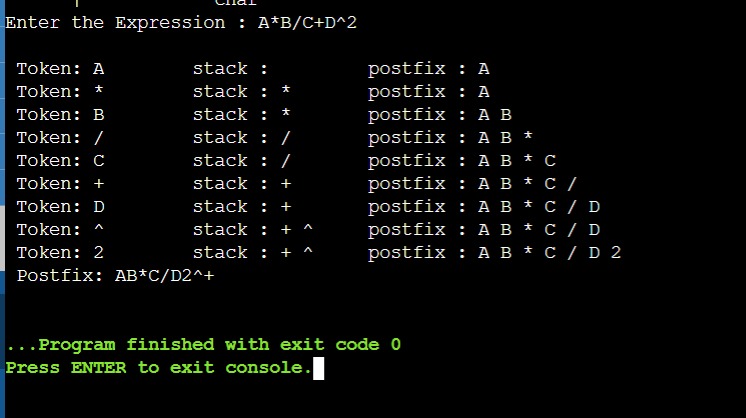 Char
Enter the Expression : A*B/C+D^2
Token: A stack : postfix : A
Token: * stack : * postfix : A
Token: B stack : * postfix : A B
Token: / stack : / postfix : A B *
Token: C stack : / postfix : A B * C
Token: + stack : + postfix : A B * C /
Token: D stack : + postfix : A B * C / D
Token: ^ stack : + ^ postfix : A B * C / D
Token: 2 stack : + ^ postfix : A B * C / D 2
Postfix: AB*C/D2^+
...Program finished with exit code 0
Press ENTER to exit console.